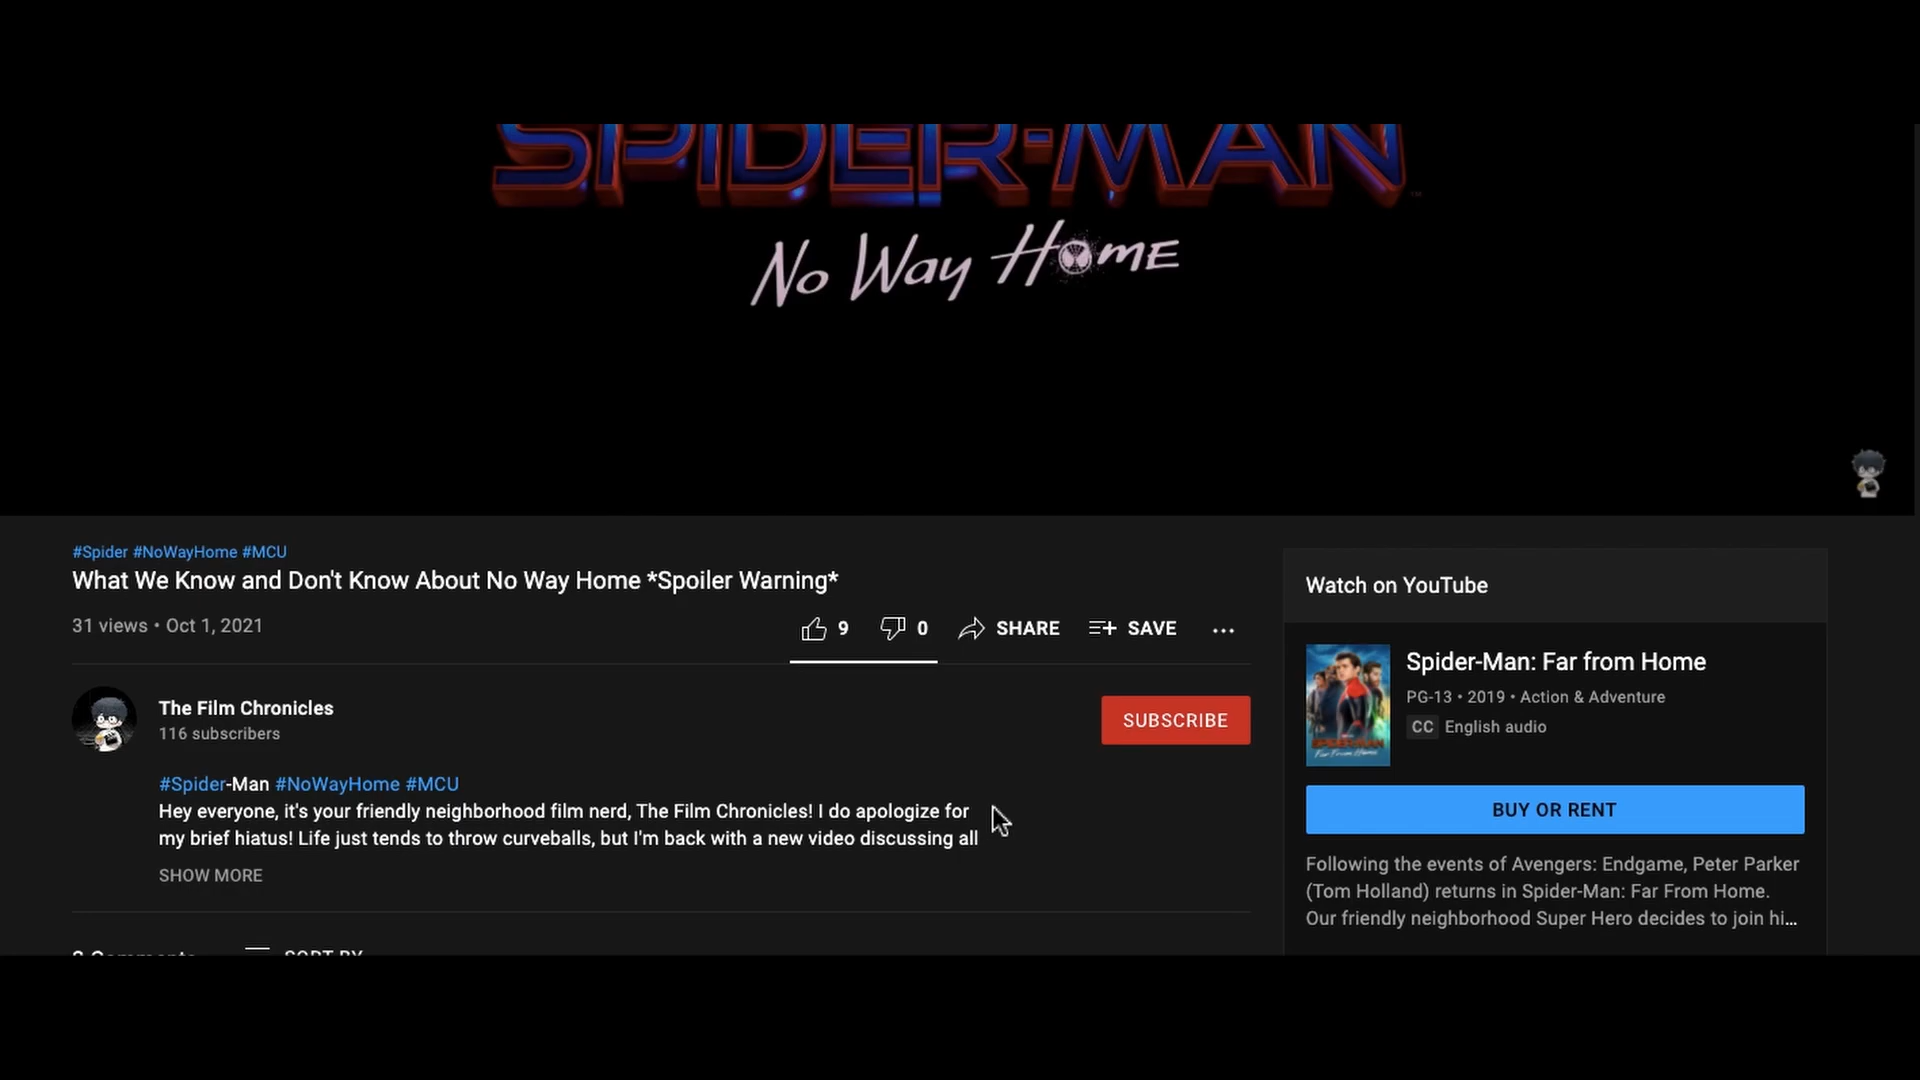 SPIDER-MAN
No Way Home
#Spider #NoWayHome #MCU
What We Know and Don't Know About No Way Home *Spoiler Warning*
31 views • Oct 1, 2021
9 0 SHARE SAVE ...
The Film Chronicles
116 subscribers
SUBSCRIBE
#Spider-Man #NoWayHome #MCU
Hey everyone, it's your friendly neighborhood film nerd, The Film Chronicles! I do apologize for
my brief hiatus! Life just tends to throw curveballs, but I'm back with a new video discussing all
SHOW MORE
Comments SORT BY
Watch on YouTube
Spider-Man: Far from Home
PG-13 • 2019 • Action & Adventure
CC English audio
BUY OR RENT
Following the events of Avengers: Endgame, Peter Parker
(Tom Holland) returns in Spider-Man: Far From Home.
Our friendly neighborhood Super Hero decides to join hi...